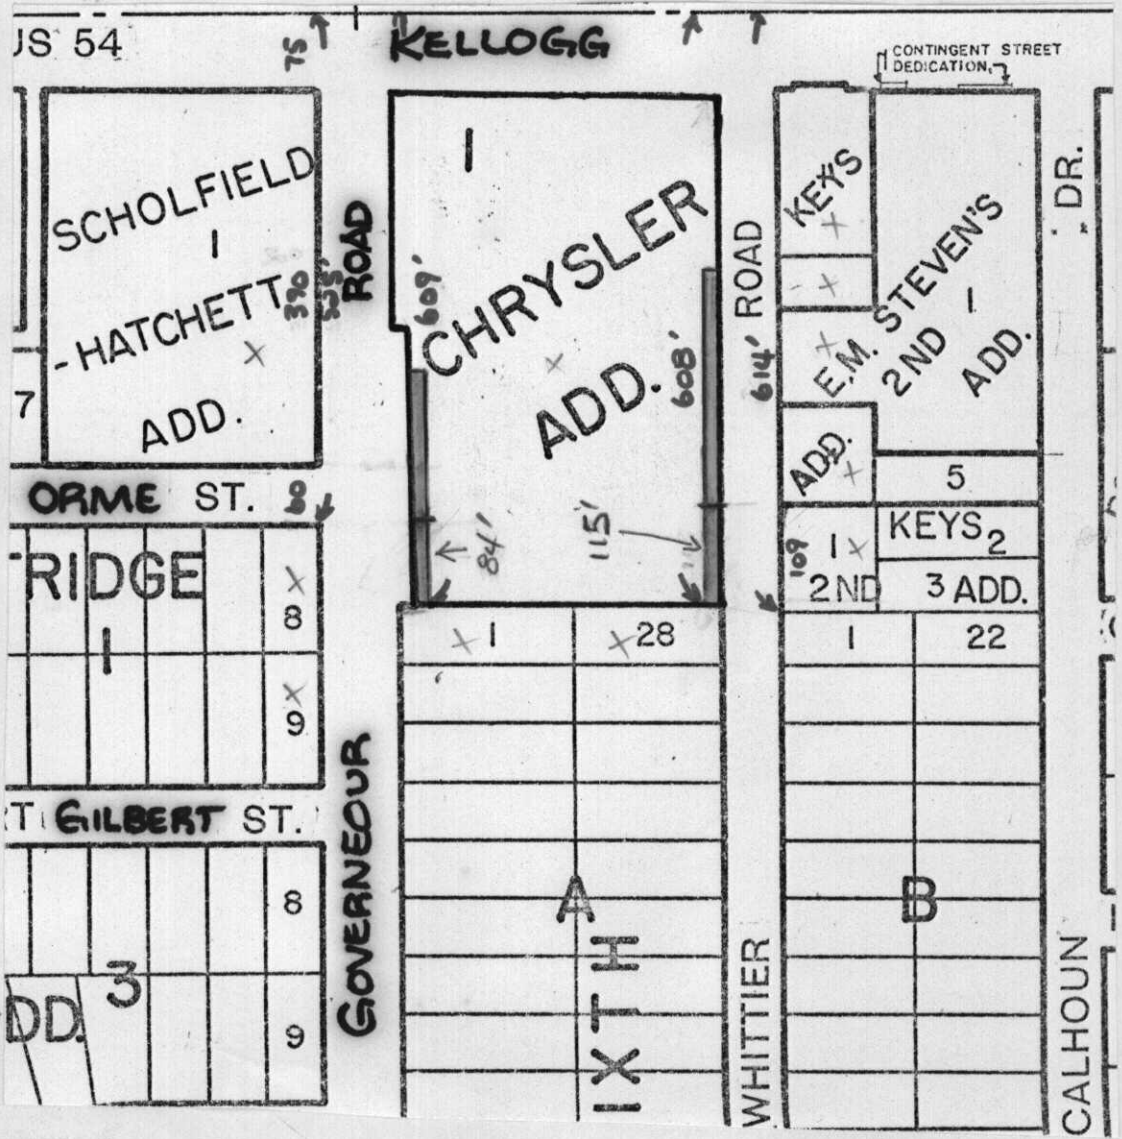 US 54
75
KELLOGG
CONTINGENT STREET
DEDICATION
SCHOLFIELD
1
-HATCHETT
ADD.
390
525'
ROAD
609'
1
CHRYSLER
ADD.
608'
84'
115'
ROAD
614'
KEYS
E.M. STEVEN'S
2ND
1
ADD.
ADD.
DR.
7
ORME ST.
60
5
KEYS 2
109
1
2ND
3 ADD.
RIDGE
1
8
9
1
28
1
22
T GILBERT ST.
GOVERNEOUR
8
3
DD.
9
A
IXTH
WHITTIER
B
CALHOUN